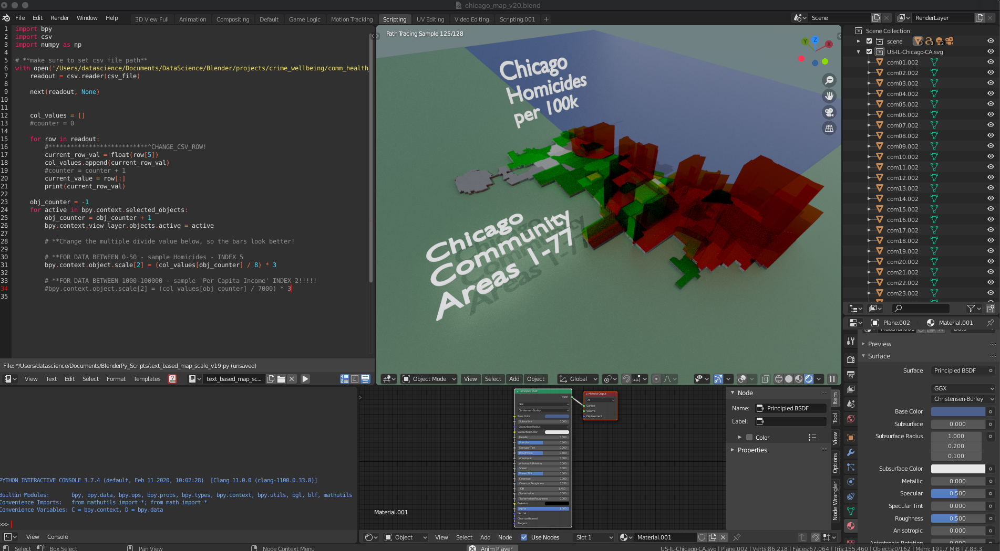 chicago_map_v20.blend
File Edit Render Window Help
3D View Full Animation Compositing Default Game Logic Motion Tracking Scripting UV Editing Video Editing Scripting.001 +
Scene
RenderLayer
1 import bpy
2 import csv
3 import numpy as np
4
5 # **make sure to set csv file path**
6 with open('/Users/datascience/Documents/DataScience/Blender/projects/crime_wellbeing/comm_health_
7 readout = csv.reader(csv_file)
8
9 next(readout, None)
10
11
12 col_values = []
13 #counter = 0
14
15 for row in readout:
16 #***************************^CHANGE_CSV_ROW!
17 current_row_val = float(row[5])
18 col_values.append(current_row_val)
19 #counter = counter + 1
20 current_value = row[:]
21 print(current_row_val)
22
23 obj_counter = -1
24 for active in bpy.context.selected_objects:
25 obj_counter = obj_counter + 1
26 bpy.context.view_layer.objects.active = active
27
28 # **Change the multiple divide value below, so the bars look better!
29
30 # **FOR DATA BETWEEN 0-50 - sample Homicides - INDEX 5
31 bpy.context.object.scale[2] = (col_values[obj_counter] / 8) * 3
32
33 # **FOR DATA BETWEEN 1000-100000 - sample 'Per Capita Income' INDEX 2!!!!!
34 #bpy.context.object.scale[2] = (col_values[obj_counter] / 7000) * 3
35
File: */Users/datascience/Documents/BlenderPy_Scripts/text_based_map_scale_v19.py (unsaved)
View Text Edit Select Format Templates text_based_map_sc...
Path Tracing Sample 125/128
Chicago
Homicides
per 100k
Chicago
Community
Areas 1-77
Y Z X
Object Mode View Select Add Object Global
Scene Collection
scene 3 3 2
US-IL-Chicago-CA.svg
com01.002
com02.002
com03.002
com04.002
com05.002
com06.002
com07.002
com08.002
com09.002
com10.002
com11.002
com12.002
com13.002
com14.002
com15.002
com16.002
com17.002
com18.002
com19.002
com20.002
com21.002
com22.002
com23.002
Plane.002 Material.001
Preview
Surface
Surface Principled BSDF
GGX
Christensen-Burley
Base Color
Subsurface 0.000
Subsurface Radius 1.000
0.200
0.100
Subsurface Color
Metallic 0.000
Specular 0.500
Specular Tint 0.000
Roughness 0.500
Anisotropic 0.000
Anisotropic Rotation 0.000
PYTHON INTERACTIVE CONSOLE 3.7.4 (default, Feb 11 2020, 10:02:28) [Clang 11.0.0 (clang-1100.0.33.8)]
Builtin Modules: bpy, bpy.data, bpy.ops, bpy.props, bpy.types, bpy.context, bpy.utils, bgl, blf, mathutils
Convenience Imports: from mathutils import *; from math import *
Convenience Variables: C = bpy.context, D = bpy.data
>>>
View Console
Principled BSDF
BSDF
GGX
Christensen-Burley
Base Color
Subsurface 0.000
Subsurface Radius
Subsurface Color
Metallic 0.000
Specular 0.500
Specular Tint 0.000
Roughness 0.500
Anisotropic 0.000
Anisotropic Rotation 0.000
Sheen 0.000
Sheen Tint 0.500
Clearcoat 0.000
Clearcoat Roughness 0.030
IOR 1.450
Transmission 0.000
Transmission Roughness 0.000
Emission
Alpha 1.000
Normal
Clearcoat Normal
Tangent
Material Output
All
Surface
Volume
Displacement
Material.001
Node
Name: Principled BSDF
Label:
Color
Properties
Item
Tool
View
Options
Node Wrangler
Object View Select Add Node Use Nodes Slot 1 Material.001
Select Box Select Pan View Node Context Menu Anim Player
US-IL-Chicago-CA.svg | Plane.002 | Verts:86,218 | Faces:67,064 | Tris:155,460 | Objects:0/162 | Mem: 191.7 MiB | 2.83.3